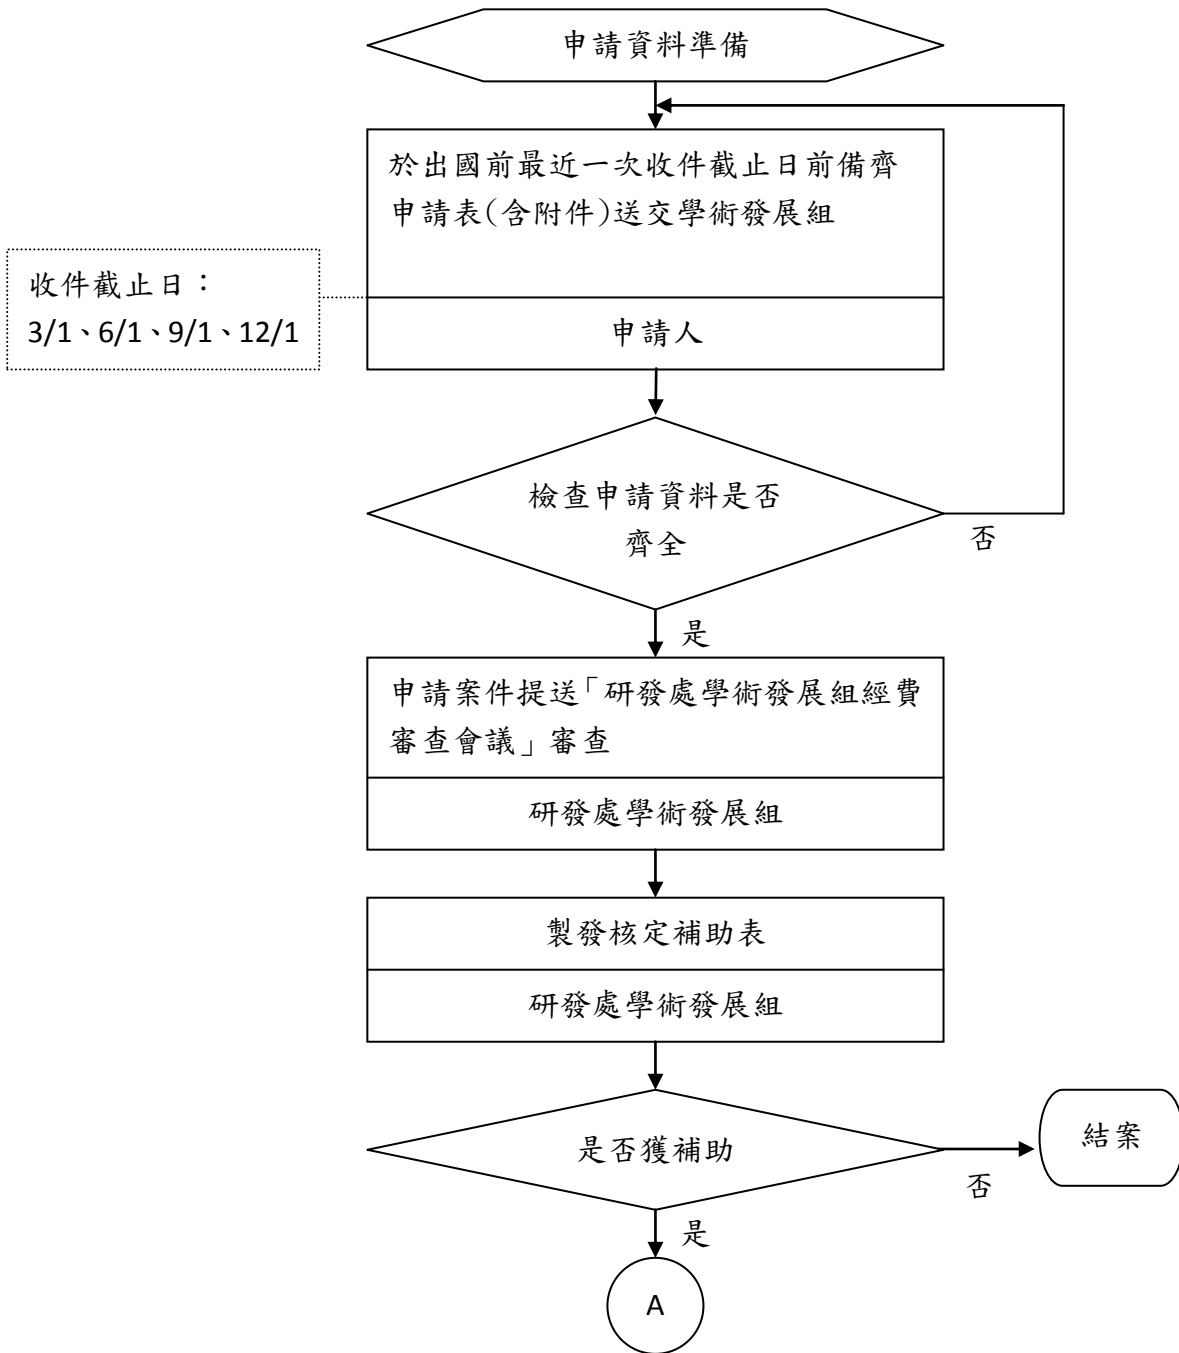 申請資料準備
於出國前最近一次收件截止日前備齊
申請表(含附件)送交學術發展組
收件截止日：
3/1、6/1、9/1、12/1
申請人
檢查申請資料是否
齊全
否
是
申請案件提送「研發處學術發展組經費
審查會議」審查
研發處學術發展組
製發核定補助表
研發處學術發展組
是否獲補助
結案
否
是
A